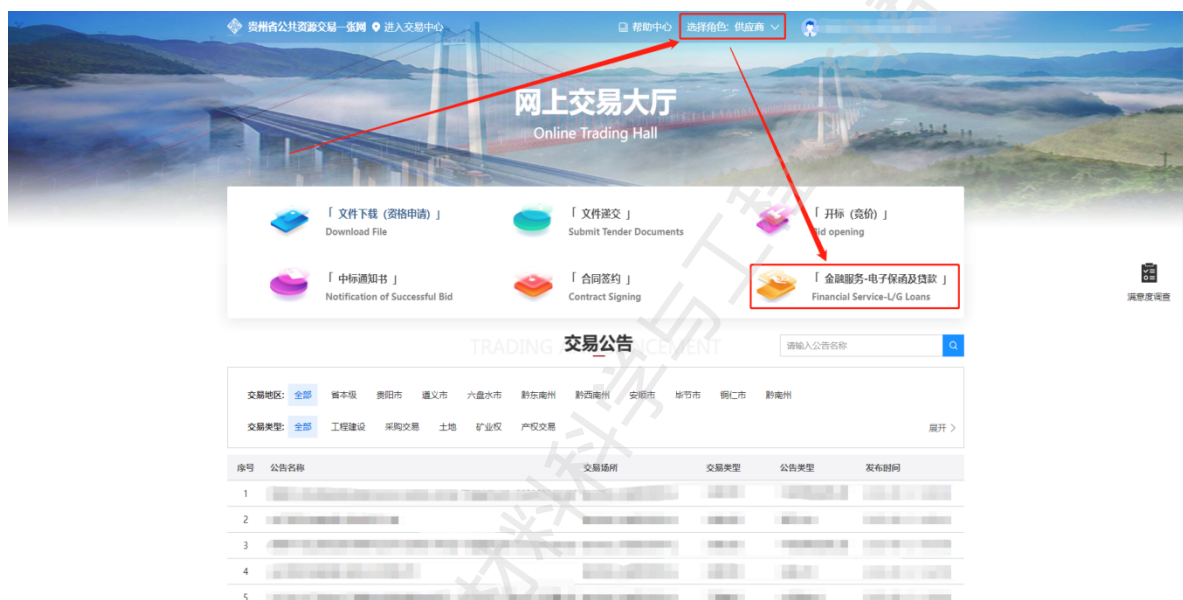 贵州省公共资源交易一张网 进入交易中心 帮助中心 选择角色: 供应商
网上交易大厅
Online Trading Hall
「 文件下载 (资格申请) 」 「 文件递交 」 「 开标 (竞价) 」
Download File Submit Tender Documents Bid opening
「 中标通知书 」 「 合同签约 」 「 金融服务-电子保函及贷款 」
Notification of Successful Bid Contract Signing Financial Service-L/G Loans
满意度调查
交易公告 请输入公告名称
交易地区: 全部 省本级 贵阳市 遵义市 六盘水市 黔东南州 黔西南州 安顺市 毕节市 铜仁市 黔南州
交易类型: 全部 工程建设 采购交易 土地 矿业权 产权交易 展开 >
序号 公告名称 交易场所 交易类型 公告类型 发布时间
1
2
3
4
5
材料科学与工程